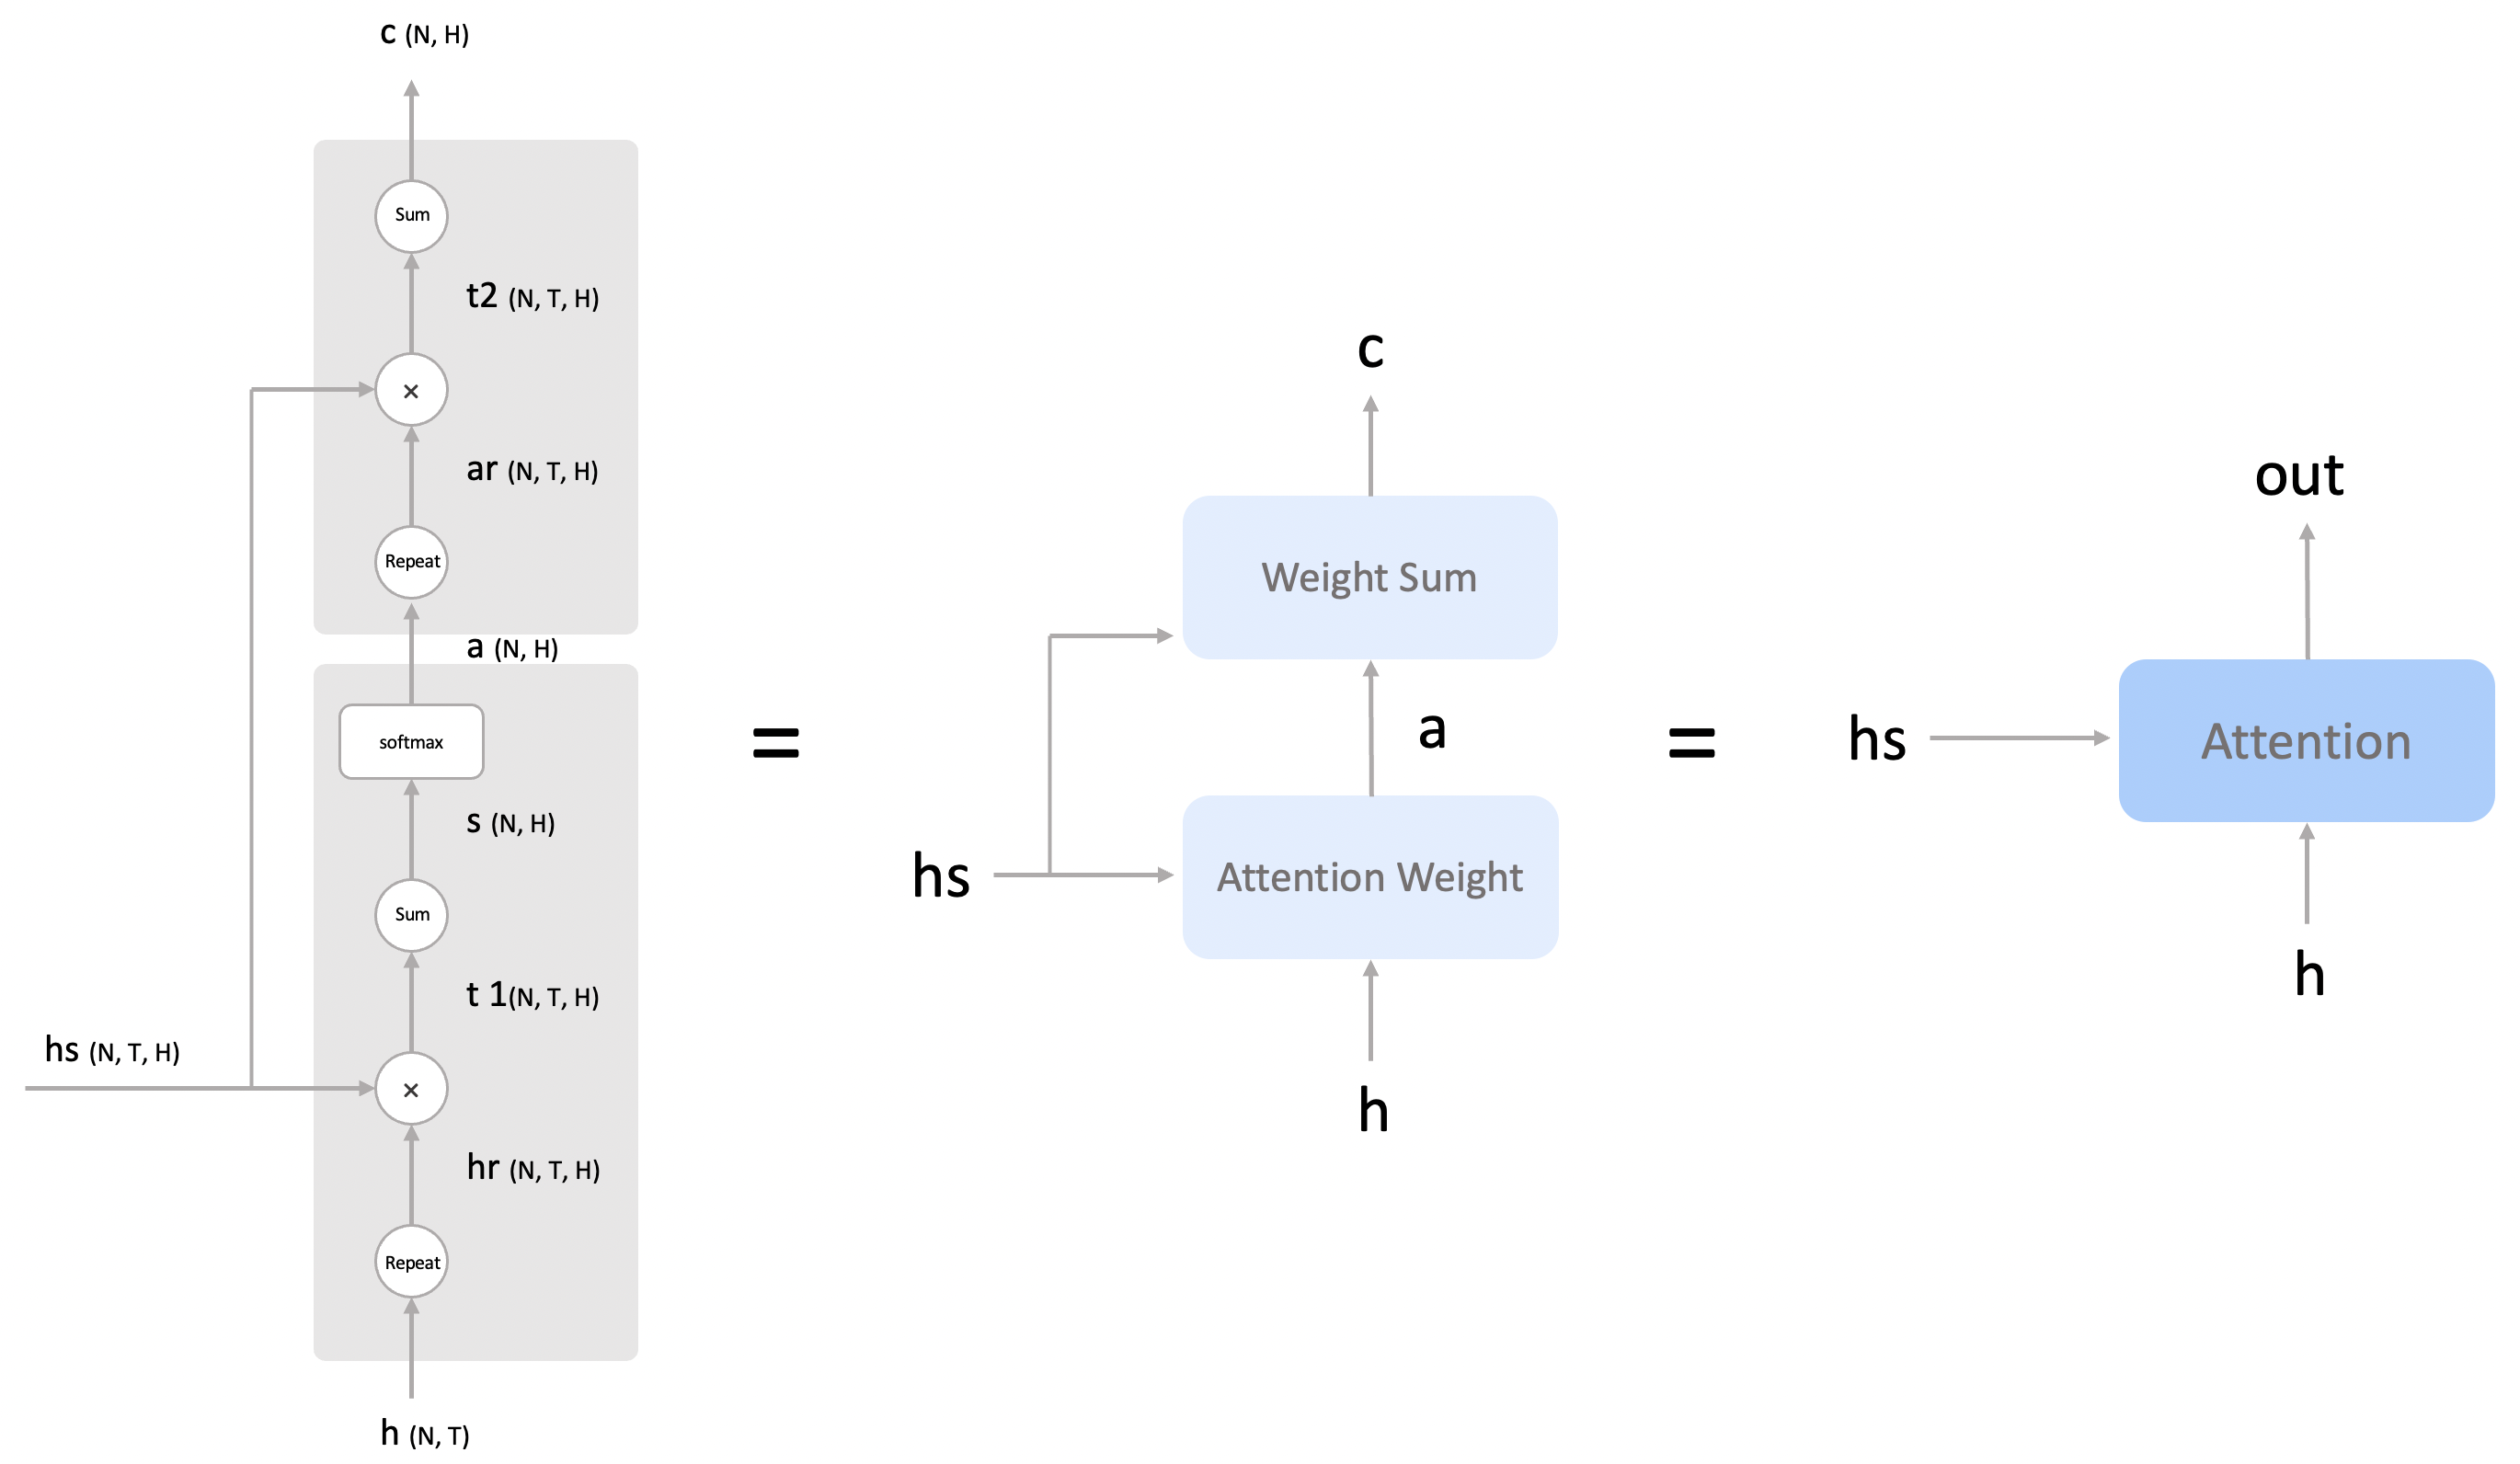 c (N, H)
Sum
t2 (N, T, H)
×
ar (N, T, H)
Repeat
a (N, H)
softmax
s (N, H)
Sum
t 1(N, T, H)
hs (N, T, H)
×
hr (N, T, H)
Repeat
h (N, T)
=
c
Weight Sum
a
hs
Attention Weight
h
=
out
hs
Attention
h